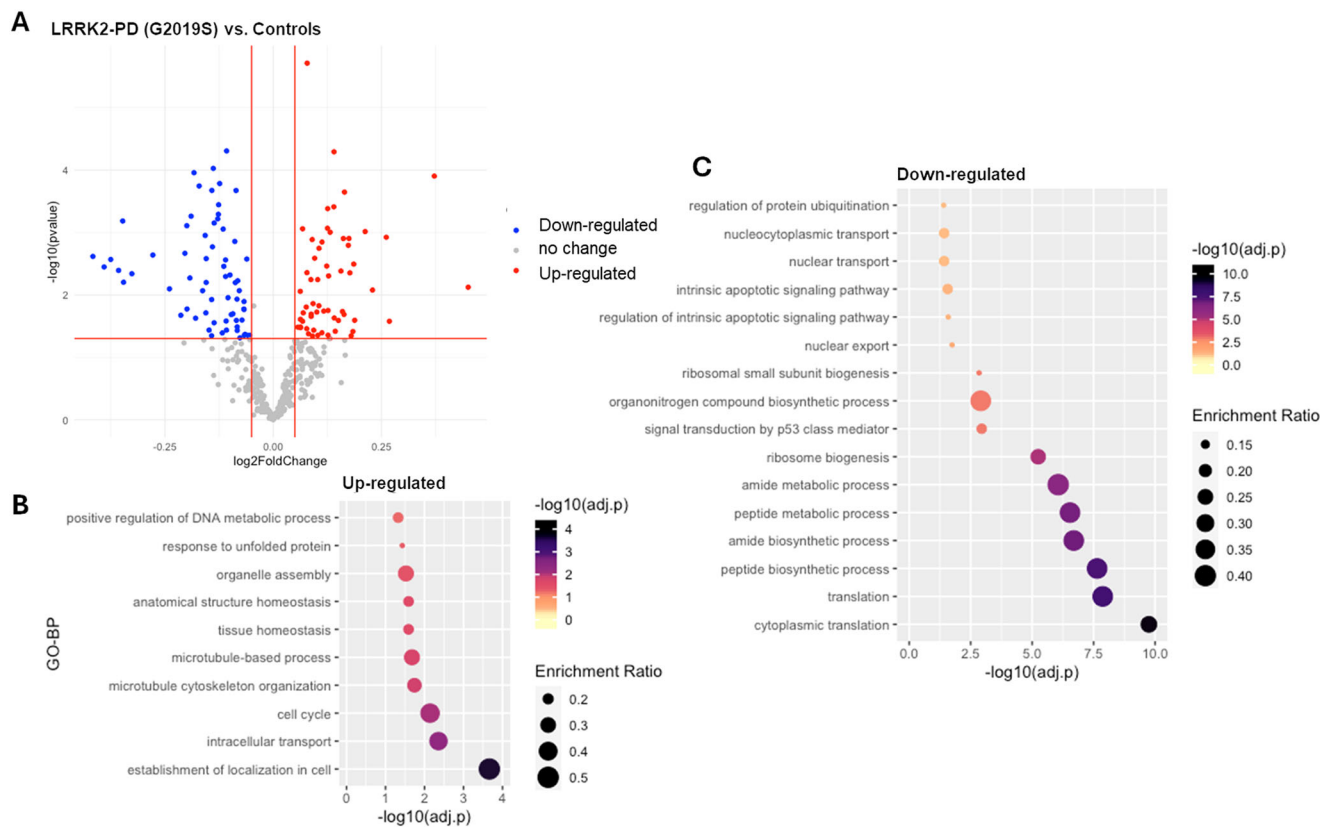 A
LRRK2-PD (G2019S) vs. Controls
-log10(pvalue)
4
2
0
-0.25
0.00
0.25
log2FoldChange
Down-regulated
no change
Up-regulated
B
Up-regulated
GO-BP
positive regulation of DNA metabolic process
response to unfolded protein
organelle assembly
anatomical structure homeostasis
tissue homeostasis
microtubule-based process
microtubule cytoskeleton organization
cell cycle
intracellular transport
establishment of localization in cell
0
1
2
3
4
-log10(adj.p)
-log10(adj.p)
4
3
2
1
0
Enrichment Ratio
0.2
0.3
0.4
0.5
C
Down-regulated
regulation of protein ubiquitination
nucleocytoplasmic transport
nuclear transport
intrinsic apoptotic signaling pathway
regulation of intrinsic apoptotic signaling pathway
nuclear export
ribosomal small subunit biogenesis
organonitrogen compound biosynthetic process
signal transduction by p53 class mediator
ribosome biogenesis
amide metabolic process
peptide metabolic process
amide biosynthetic process
peptide biosynthetic process
translation
cytoplasmic translation
0.0
2.5
5.0
7.5
10.0
-log10(adj.p)
-log10(adj.p)
10.0
7.5
5.0
2.5
0.0
Enrichment Ratio
0.15
0.20
0.25
0.30
0.35
0.40